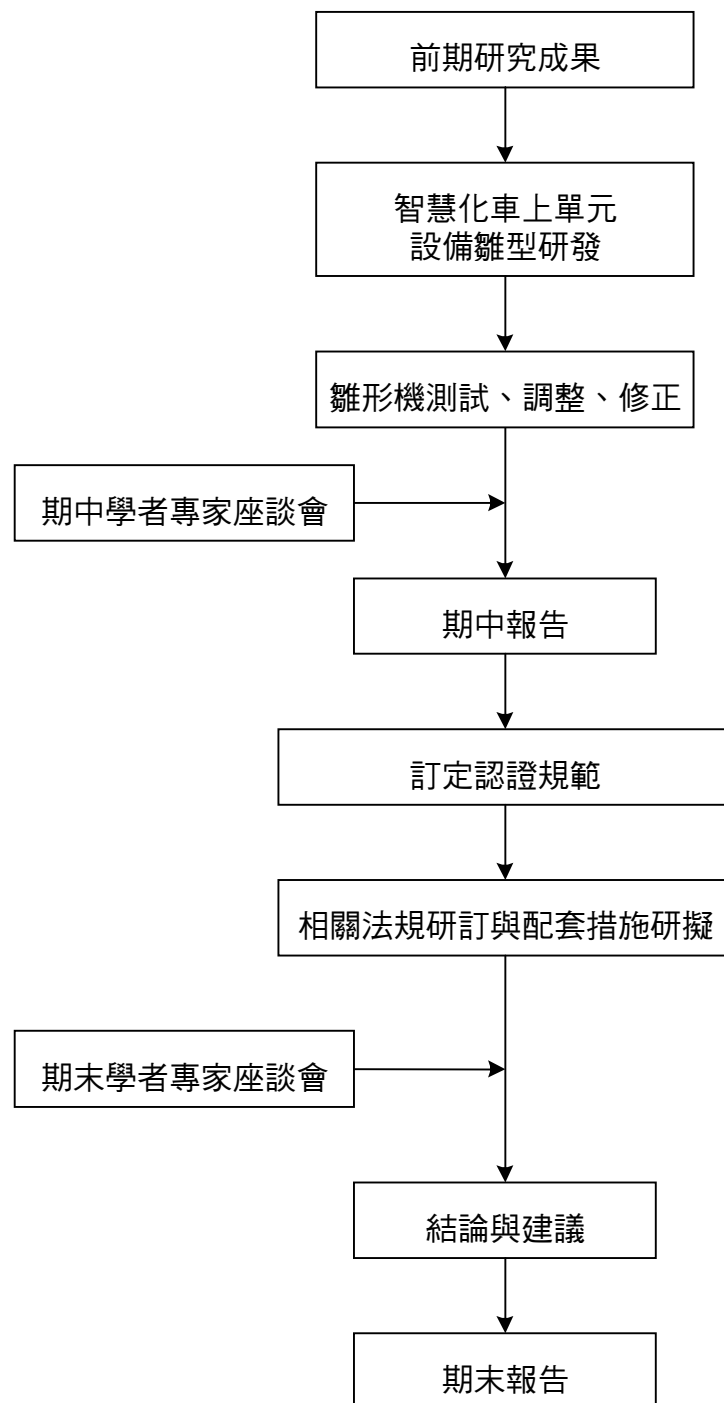 前期研究成果
智慧化車上單元
設備雛型研發
雛形機測試、調整、修正
期中學者專家座談會
期中報告
訂定認證規範
相關法規研訂與配套措施研擬
期末學者專家座談會
結論與建議
期末報告